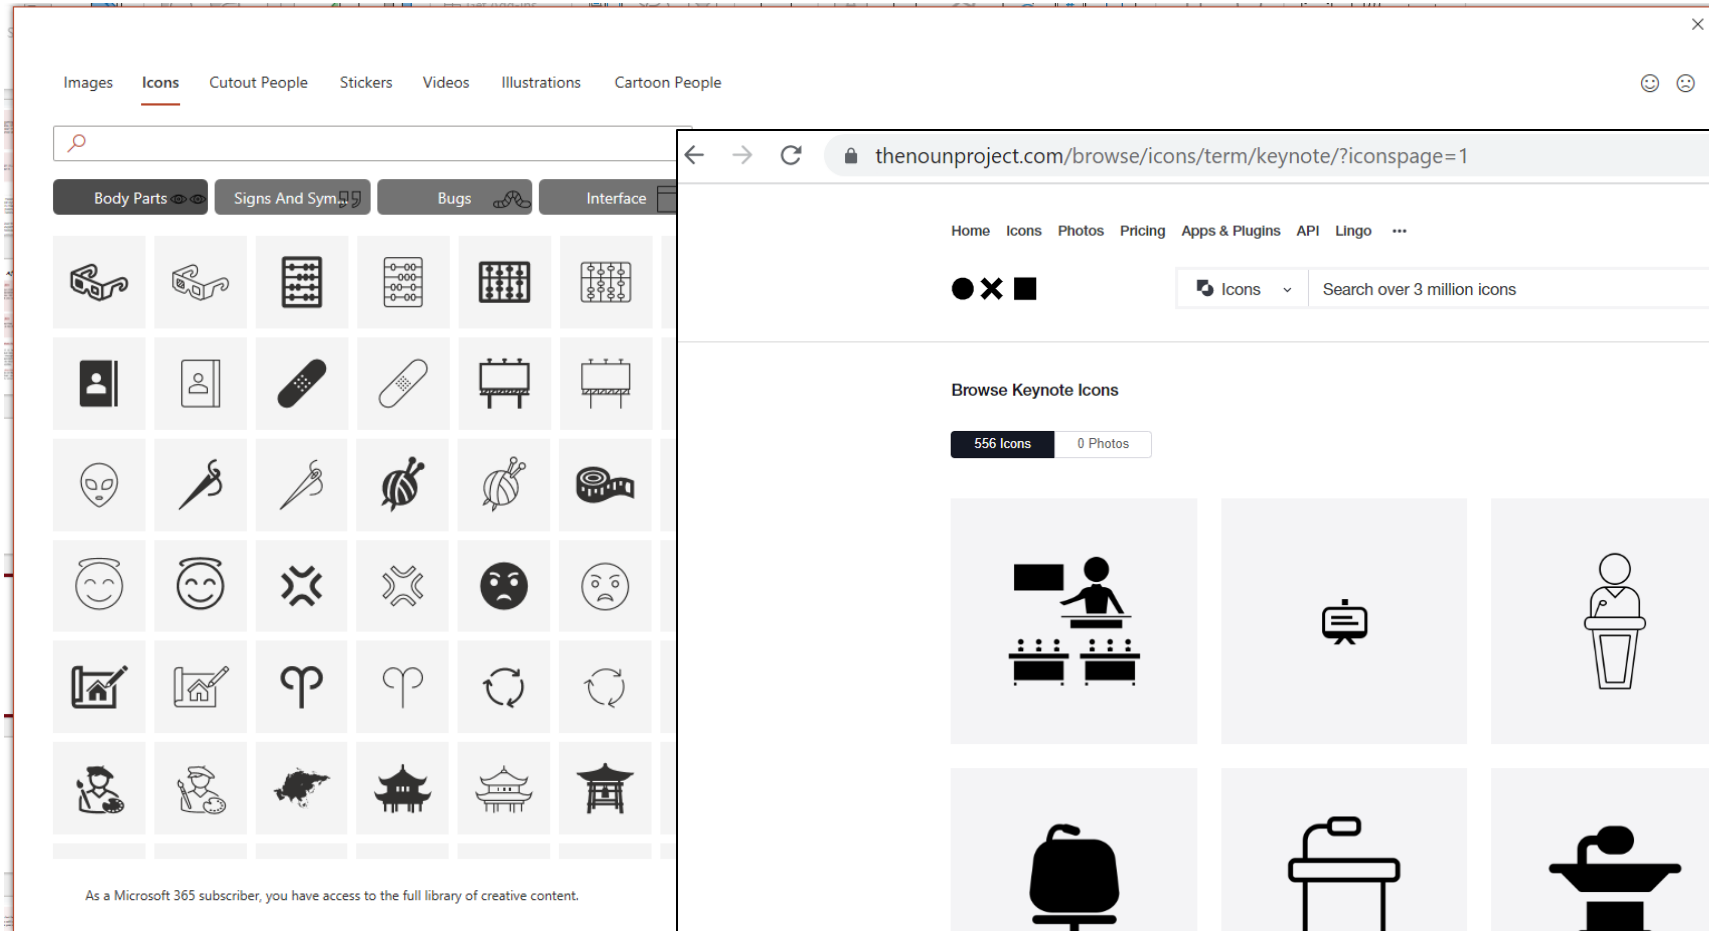 Images Icons Cutout People Stickers Videos Illustrations Cartoon People
Body Parts Signs And Sym... Bugs Interface
As a Microsoft 365 subscriber, you have access to the full library of creative content.
thenounproject.com/browse/icons/term/keynote/?iconspage=1
Home Icons Photos Pricing Apps & Plugins API Lingo ···
Icons Search over 3 million icons
Browse Keynote Icons
556 Icons 0 Photos